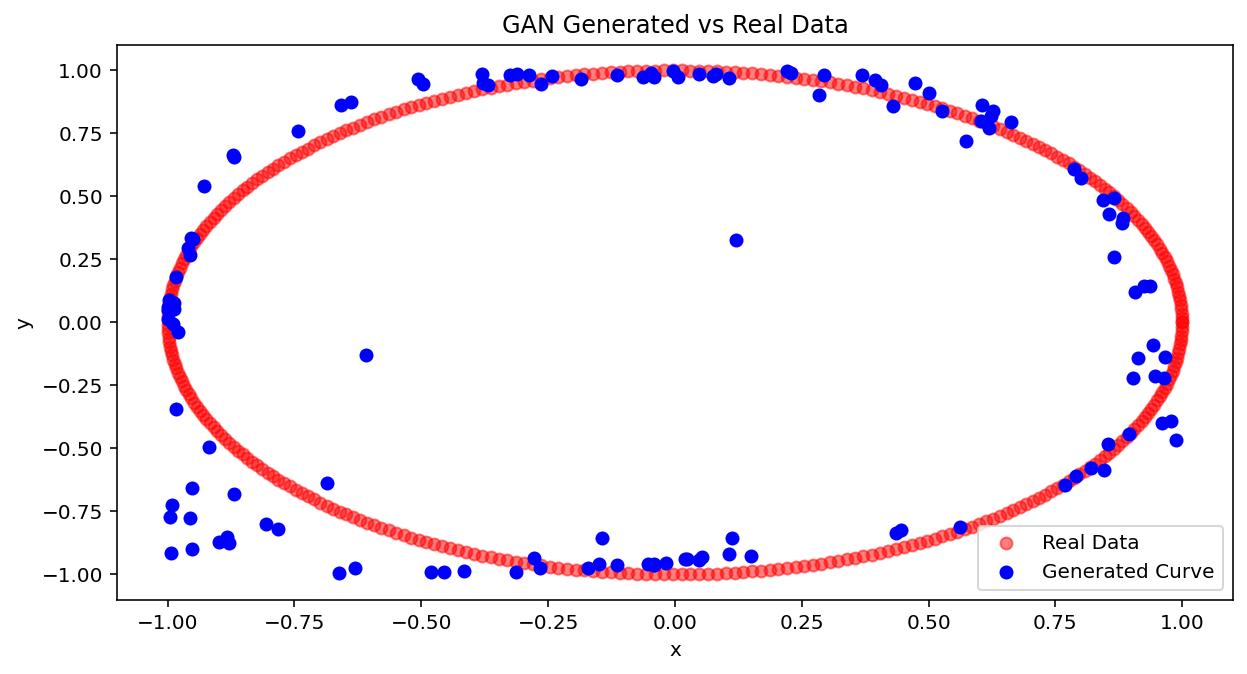 GAN Generated vs Real Data
1.00
0.75
0.50
0.25
0.00
−0.25
−0.50
−0.75
−1.00
y
Real Data
Generated Curve
−1.00 −0.75 −0.50 −0.25 0.00 0.25 0.50 0.75 1.00
x